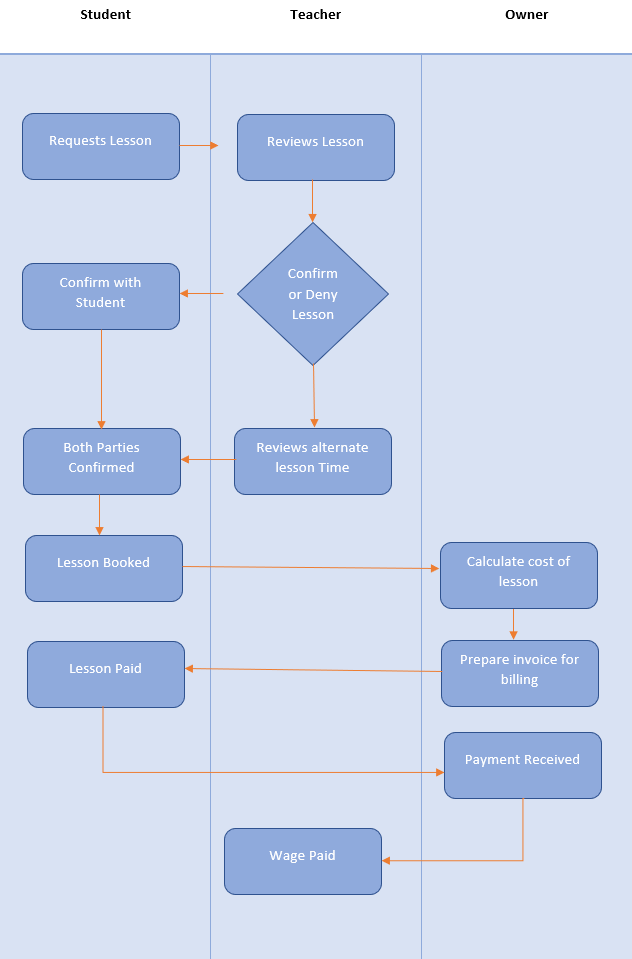 Student
Teacher
Owner
Requests Lesson
Reviews Lesson
Confirm
or Deny
Lesson
Confirm with
Student
Both Parties
Confirmed
Reviews alternate
lesson Time
Lesson Booked
Calculate cost of
lesson
Lesson Paid
Prepare invoice for
billing
Payment Received
Wage Paid